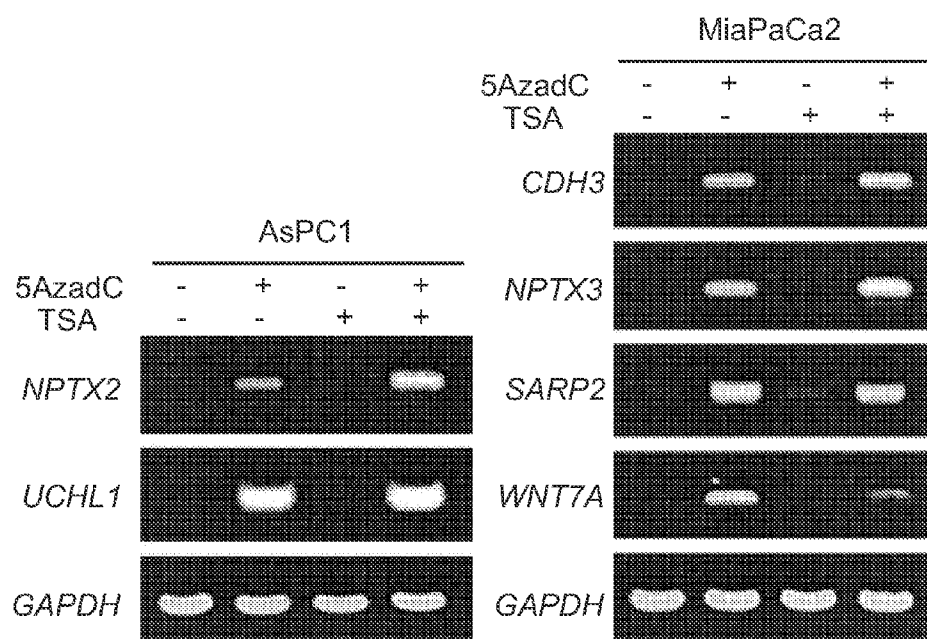 AsPC1
5AzadC - + - +
TSA - - + +
NPTX2
UCHL1
GAPDH
MiaPaCa2
5AzadC - + - +
TSA - - + +
CDH3
NPTX3
SARP2
WNT7A
GAPDH